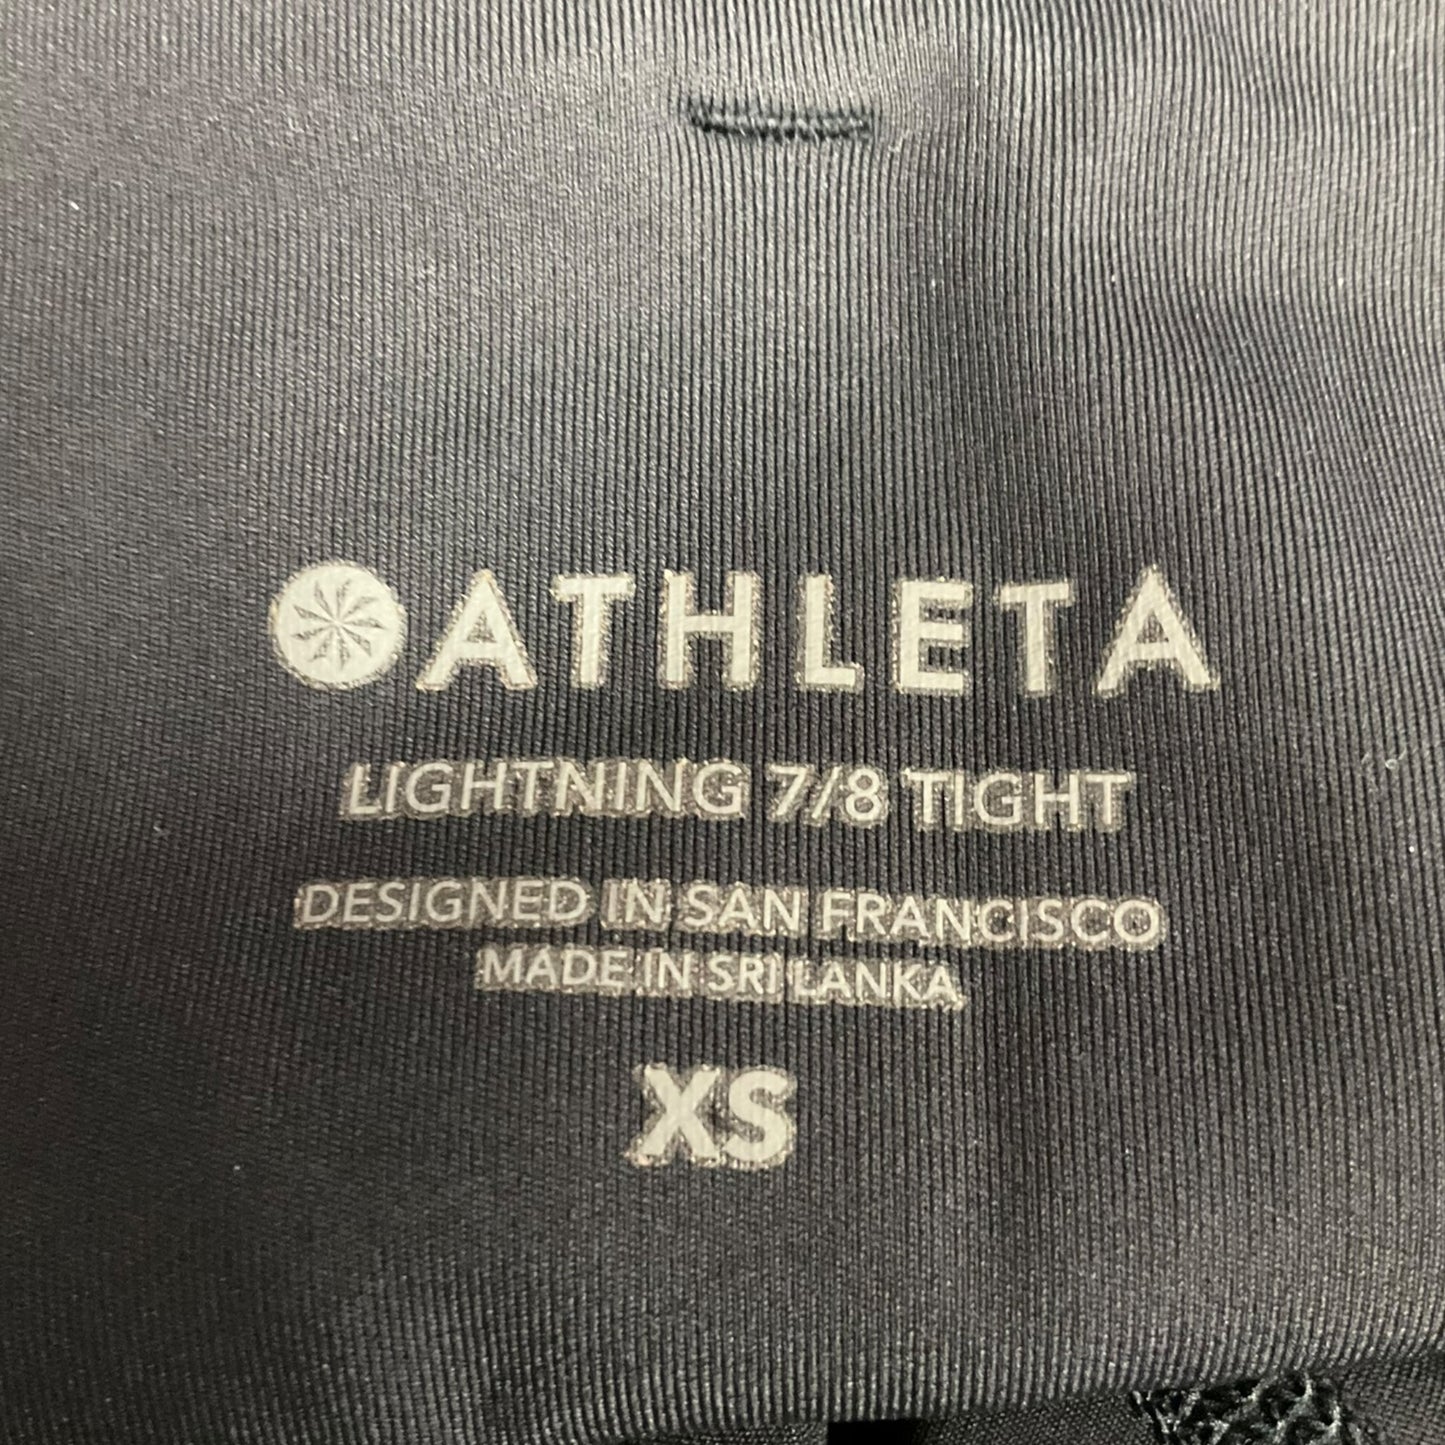 ATHLETA
LIGHTNING 7/8 TIGHT
DESIGNED IN SAN FRANCISCO
MADE IN SRI LANKA
XS